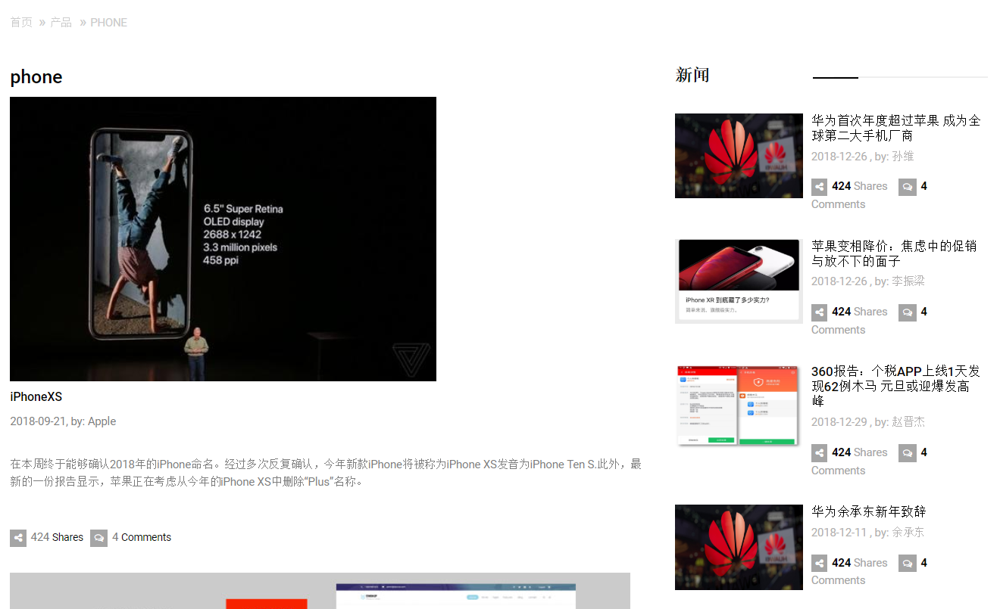 首页 » 产品 » PHONE
phone
6.5" Super Retina
OLED display
2688 x 1242
3.3 million pixels
458 ppi
iPhoneXS
2018-09-21, by: Apple
在本周终于能够确认2018年的iPhone命名。经过多次反复确认，今年新款iPhone将被称为iPhone XS发音为iPhone Ten S.此外，最
新的一份报告显示，苹果正在考虑从今年的iPhone XS中删除“Plus”名称。
424 Shares 4 Comments
新闻
华为首次年度超过苹果 成为全
球第二大手机厂商
2018-12-26 , by: 孙维
424 Shares 4
Comments
苹果变相降价：焦虑中的促销
与放不下的面子
2018-12-26 , by: 李振梁
iPhone XR 到底藏了多少实力?
简单来说，旗舰级实力。
424 Shares 4
Comments
360报告：个税APP上线1天发
现62例木马 元旦或迎爆发高
峰
2018-12-29 , by: 赵晋杰
424 Shares 4
Comments
华为余承东新年致辞
2018-12-11 , by: 余承东
424 Shares 4
Comments